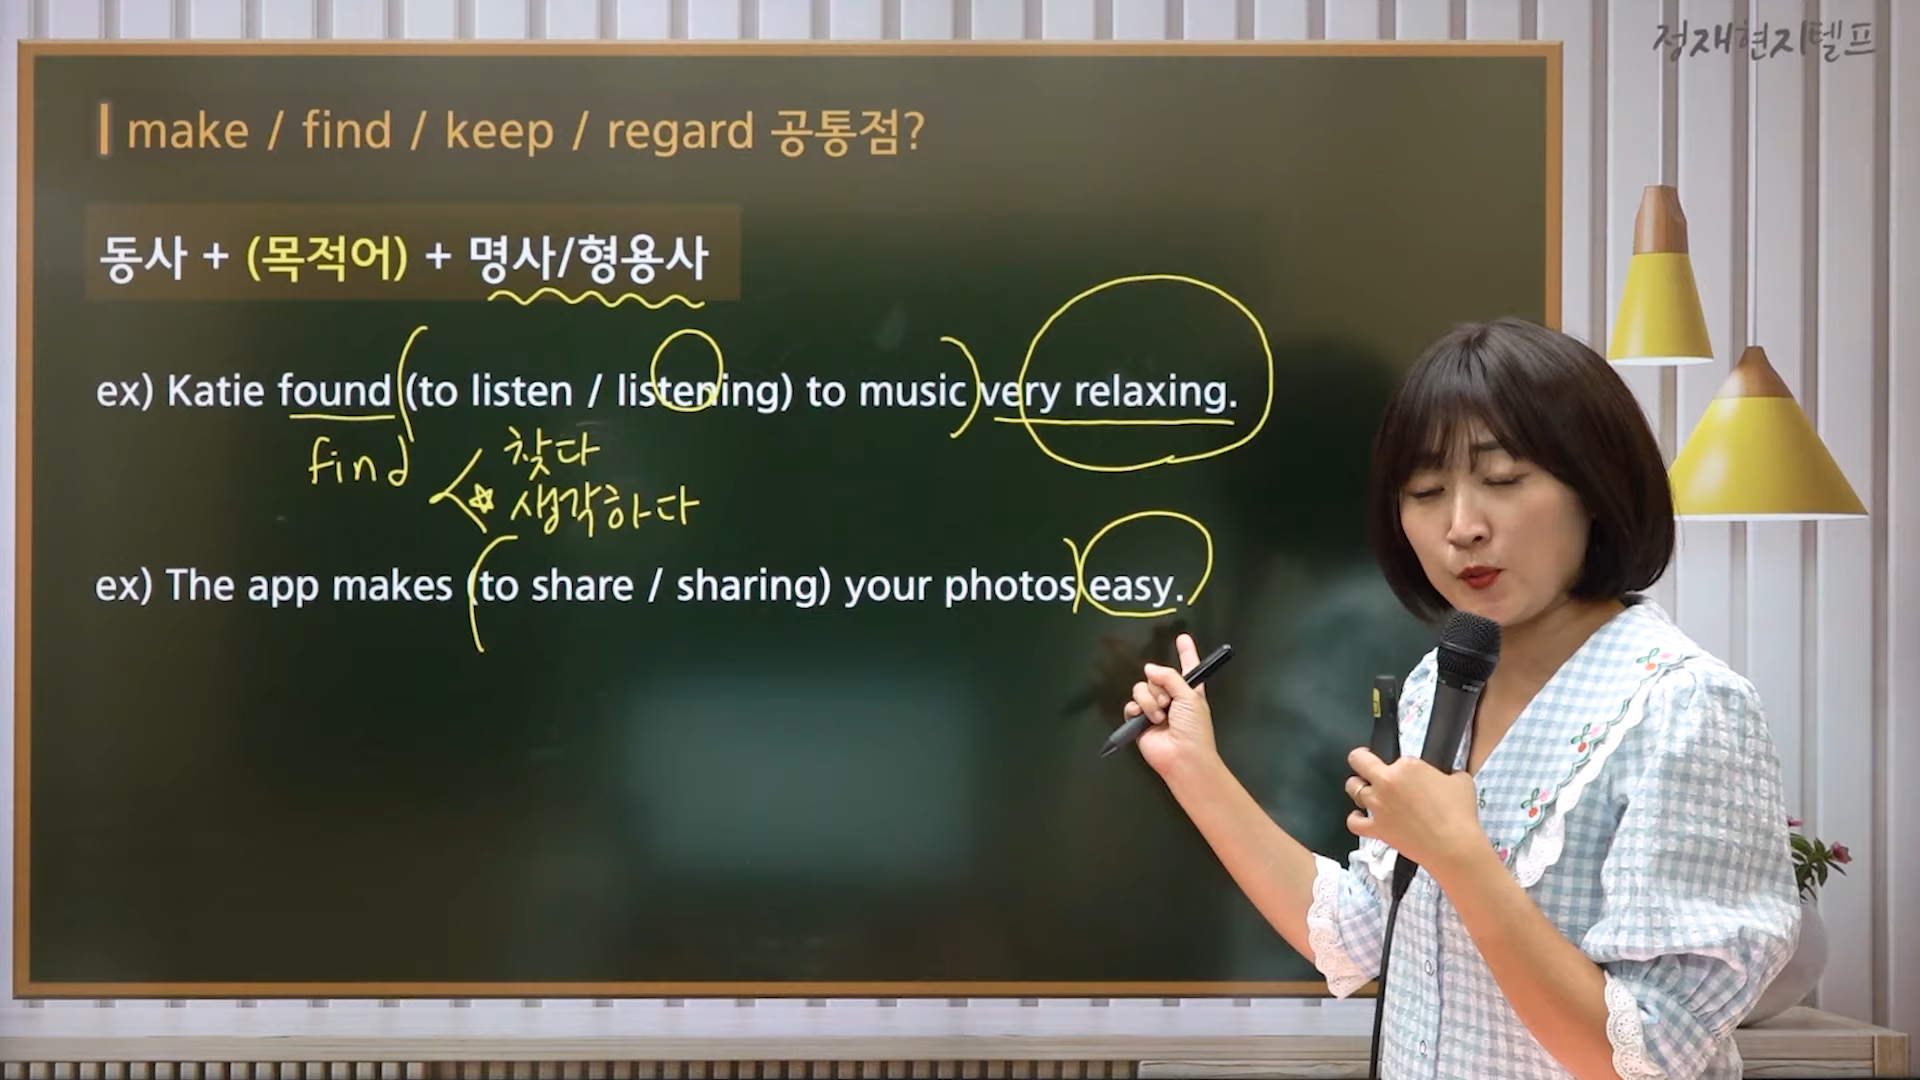 정재현지텔프
make / find / keep / regard 공통점?
동사 + (목적어) + 명사/형용사
ex) Katie found (to listen / listening) to music very relaxing.
find
찾다
생각하다
ex) The app makes (to share / sharing) your photos easy.